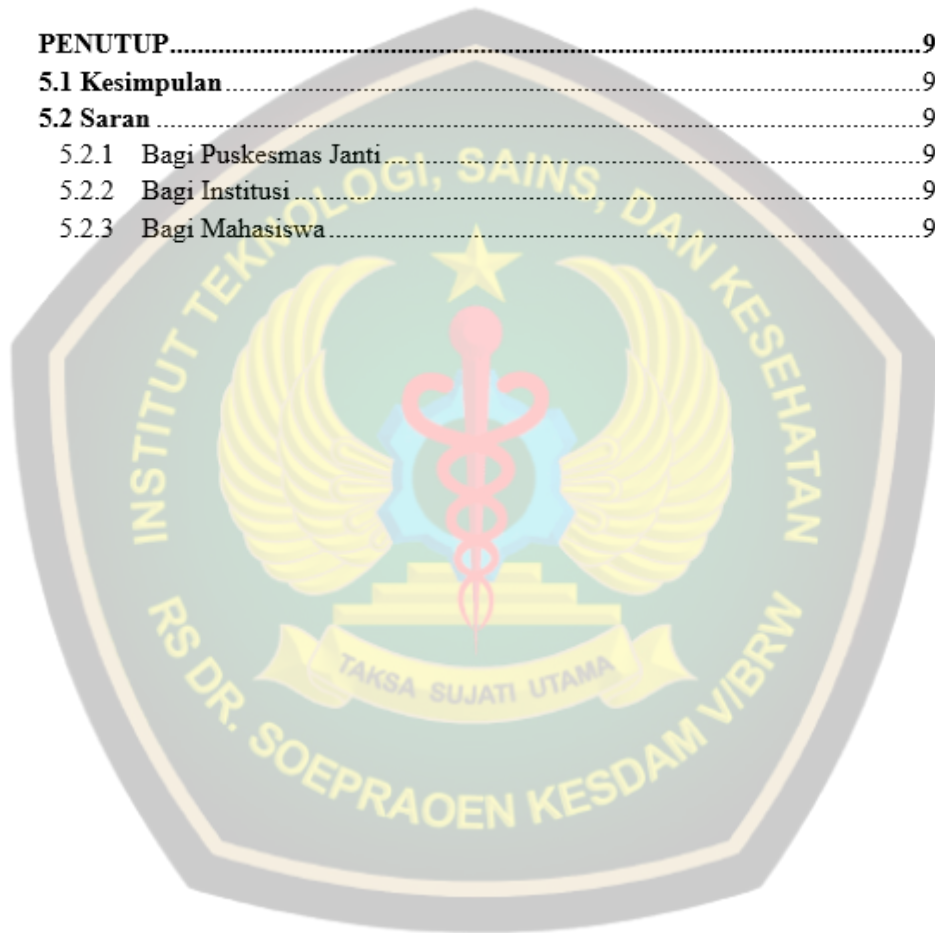 PENUTUP..........................................................................................................................9
5.1 Kesimpulan.................................................................................................................9
5.2 Saran ...........................................................................................................................9
5.2.1 Bagi Puskesmas Janti.........................................................................................9
5.2.2 Bagi Institusi.......................................................................................................9
5.2.3 Bagi Mahasiswa..................................................................................................9
INSTITUT TEKNOLOGI, SAINS, DAN KESEHATAN
TAKSA SUJATI UTAMA
RS DR. SOEPRAOEN KESDAM V/BRW